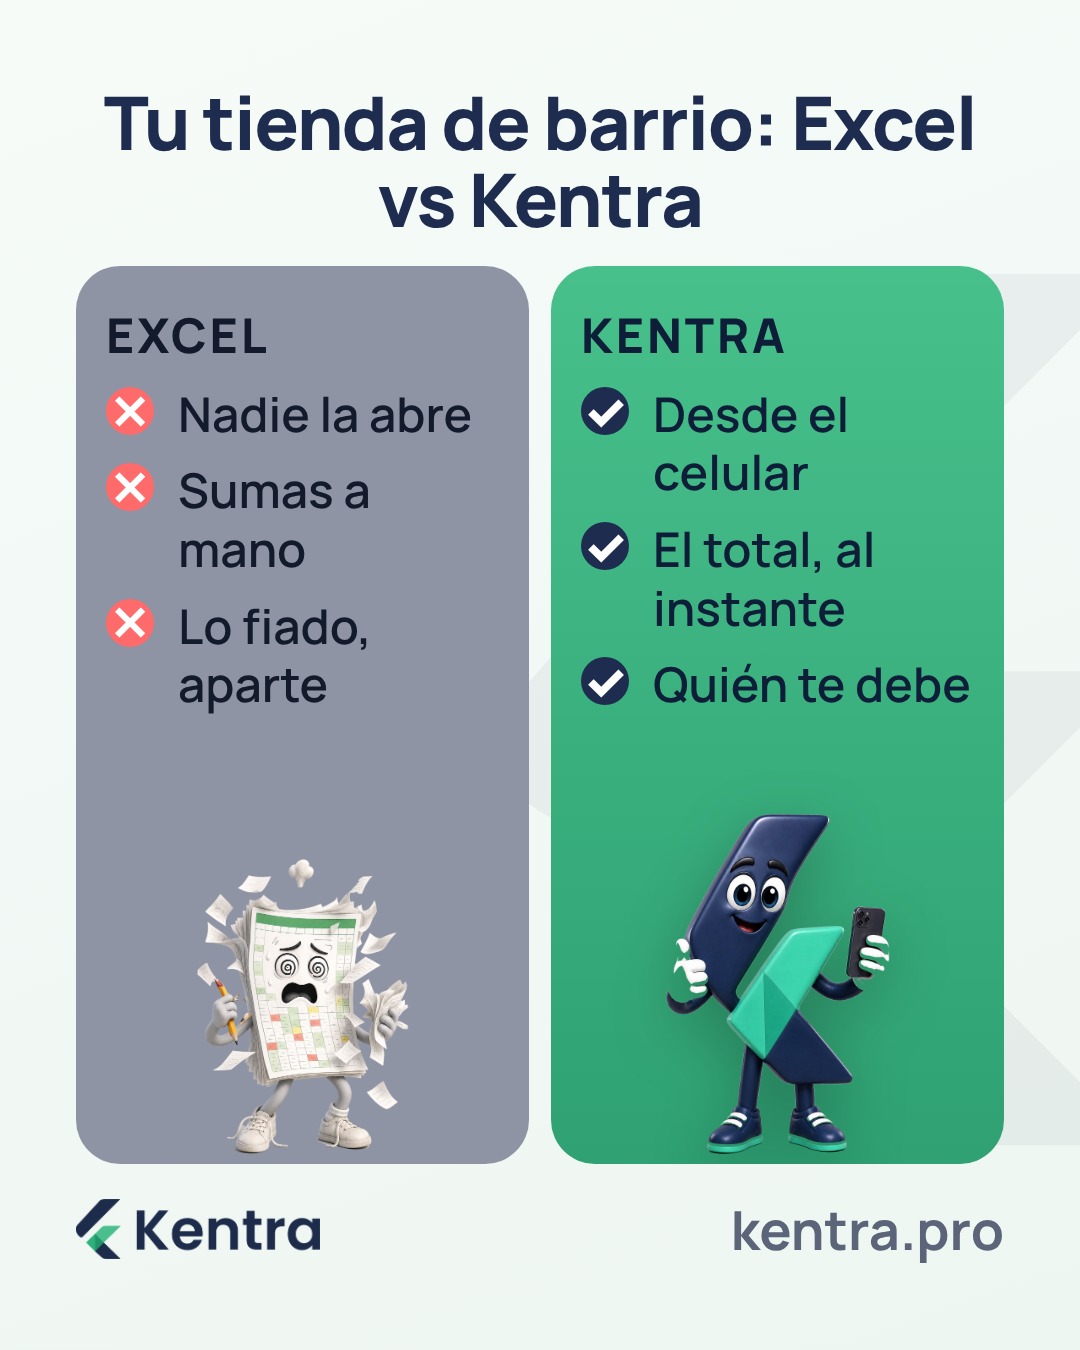 Tu tienda de barrio: Excel
vs Kentra
EXCEL
Nadie la abre
Sumas a
mano
Lo fiado,
aparte
KENTRA
Desde el
celular
El total, al
instante
Quién te debe
Kentra
kentra.pro